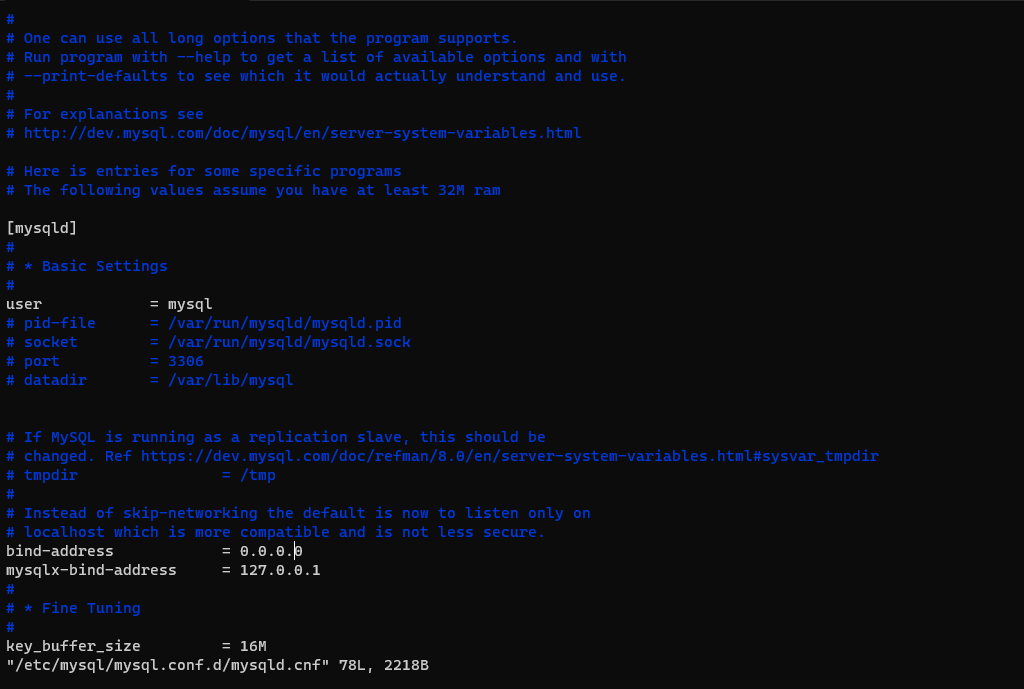 #
# One can use all long options that the program supports.
# Run program with --help to get a list of available options and with
# --print-defaults to see which it would actually understand and use.
#
# For explanations see
# http://dev.mysql.com/doc/mysql/en/server-system-variables.html

# Here is entries for some specific programs
# The following values assume you have at least 32M ram

[mysqld]
#
# * Basic Settings
#
user            = mysql
# pid-file      = /var/run/mysqld/mysqld.pid
# socket        = /var/run/mysqld/mysqld.sock
# port          = 3306
# datadir       = /var/lib/mysql


# If MySQL is running as a replication slave, this should be
# changed. Ref https://dev.mysql.com/doc/refman/8.0/en/server-system-variables.html#sysvar_tmpdir
# tmpdir                = /tmp
#
# Instead of skip-networking the default is now to listen only on
# localhost which is more compatible and is not less secure.
bind-address            = 0.0.0.0
mysqlx-bind-address     = 127.0.0.1
#
# * Fine Tuning
#
key_buffer_size         = 16M
"/etc/mysql/mysql.conf.d/mysqld.cnf" 78L, 2218B